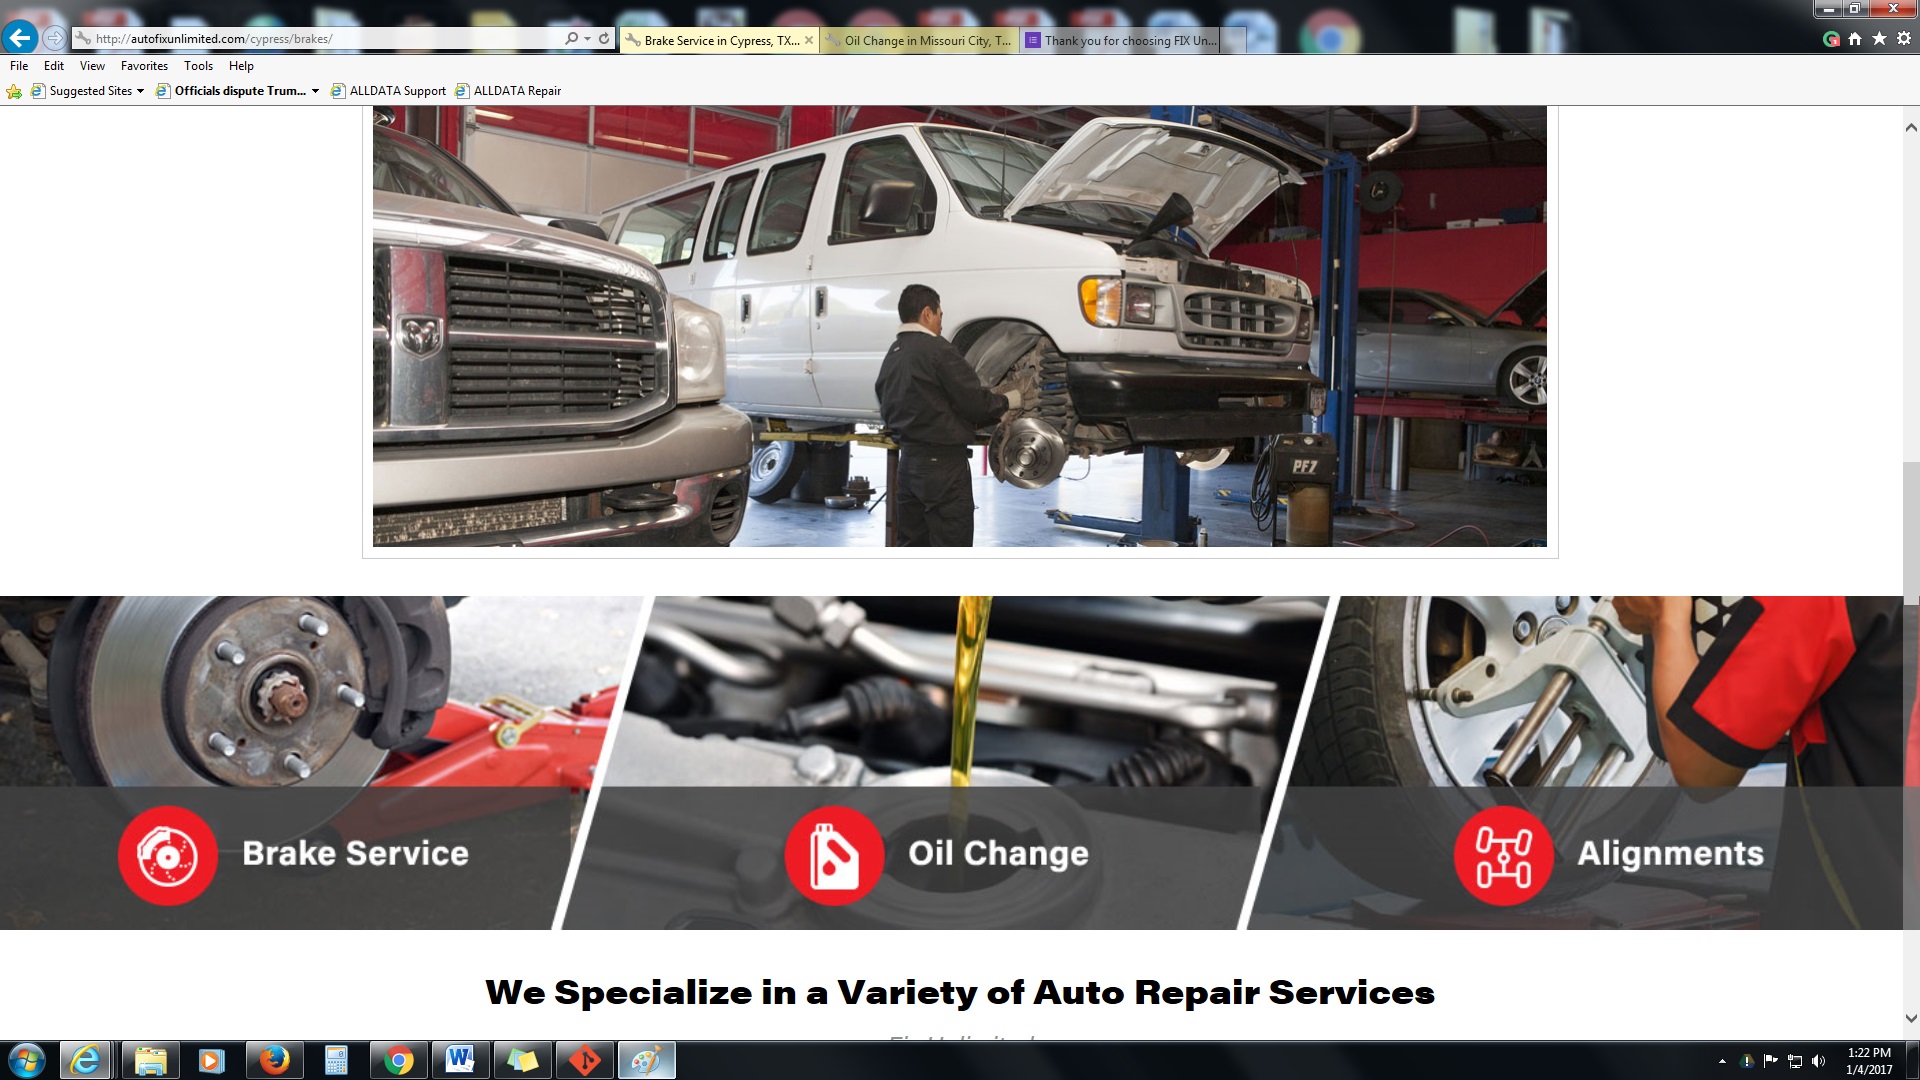 http://autofixunlimited.com/cypress/brakes/
Brake Service in Cypress, TX...
Oil Change in Missouri City, T...
Thank you for choosing FIX Un...
File Edit View Favorites Tools Help
Suggested Sites
Officials dispute Trum...
ALLDATA Support
ALLDATA Repair
PF7
Brake Service
Oil Change
Alignments
We Specialize in a Variety of Auto Repair Services
1:22 PM
1/4/2017